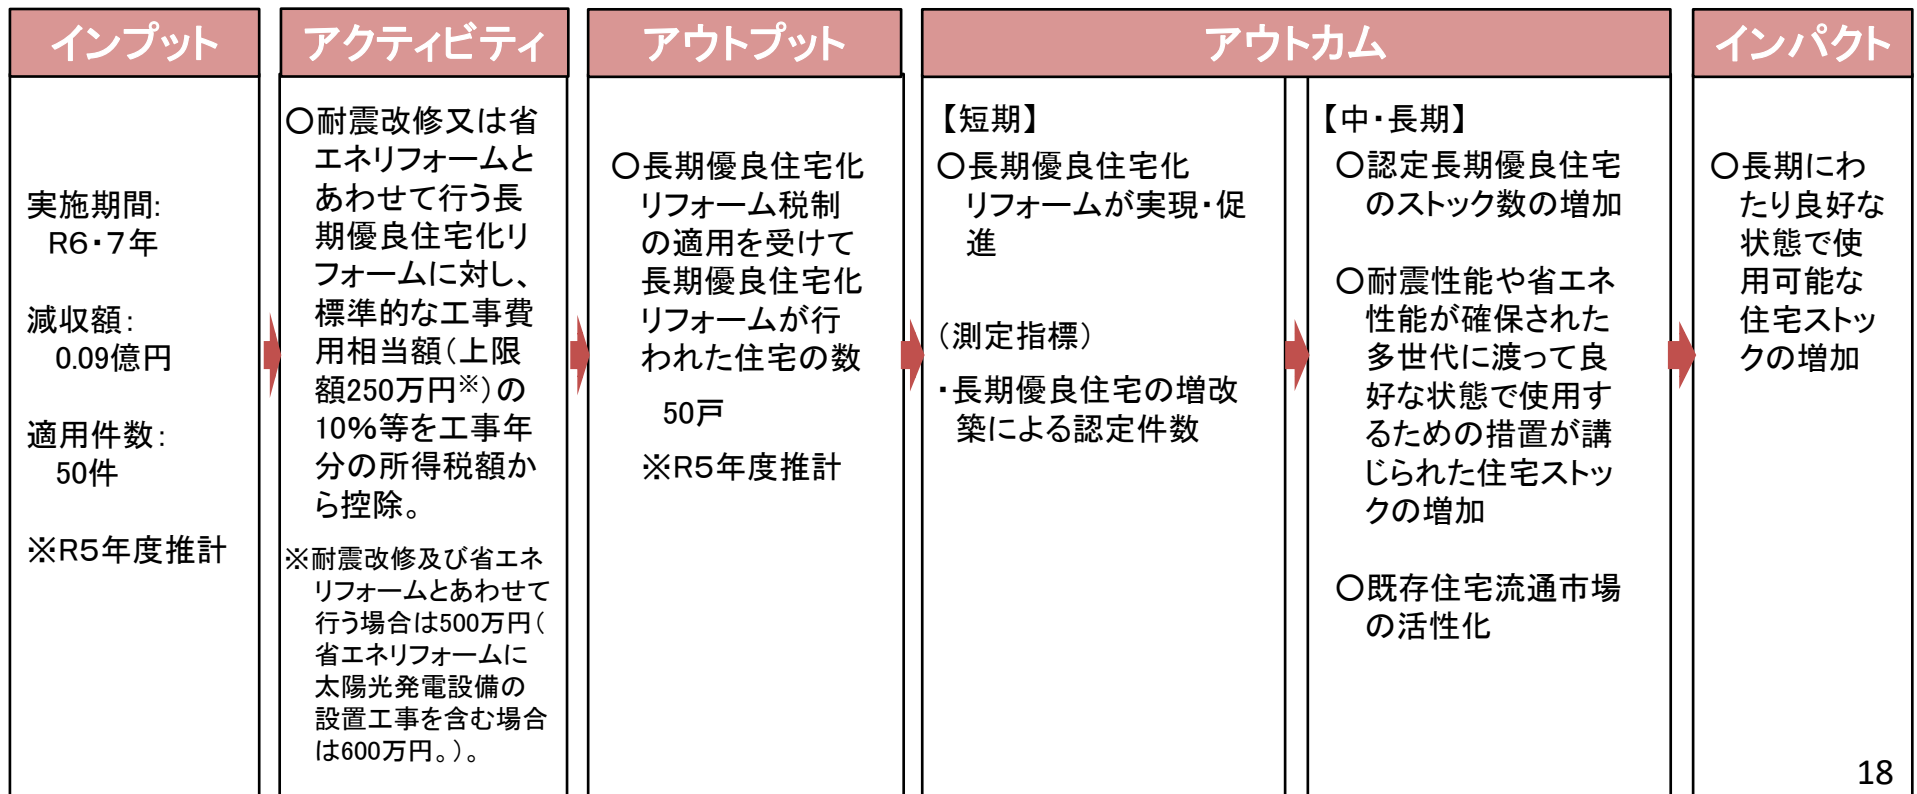 インプット
実施期間:
R6・7年
減収額:
0.09億円
適用件数:
50件
※R5年度推計
アクティビティ
○耐震改修又は省
エネリフォームと
あわせて行う長
期優良住宅化リ
フォームに対し、
標準的な工事費
用相当額(上限
額250万円※)の
10%等を工事年
分の所得税額か
ら控除。
※耐震改修及び省エネ
リフォームとあわせて
行う場合は500万円(
省エネリフォームに
太陽光発電設備の
設置工事を含む場合
は600万円。)。
アウトプット
○長期優良住宅化
リフォーム税制
の適用を受けて
長期優良住宅化
リフォームが行
われた住宅の数
50戸
※R5年度推計
アウトカム
【短期】
○長期優良住宅化
リフォームが実現・促
進
(測定指標)
・長期優良住宅の増改
築による認定件数
【中・長期】
○認定長期優良住宅
のストック数の増加
○耐震性能や省エネ
性能が確保された
多世代に渡って良
好な状態で使用す
るための措置が講
じられた住宅ストッ
クの増加
○既存住宅流通市場
の活性化
インパクト
○長期にわ
たり良好な
状態で使
用可能な
住宅ストッ
クの増加
18